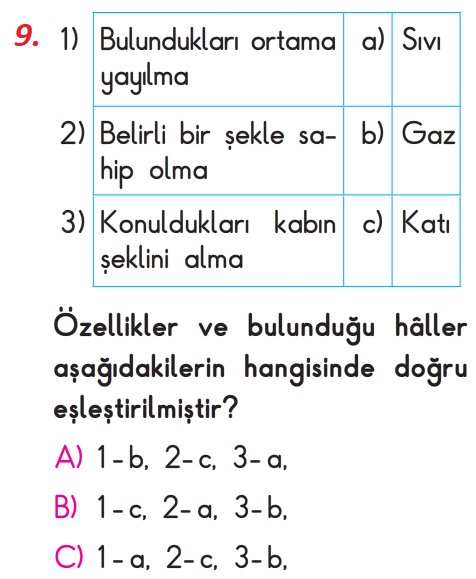 9. 1) Bulundukları ortama a) Sıvı
yayılma
2) Belirli bir şekle sa- b) Gaz
hip olma
3) Konuldukları kabın c) Katı
şeklini alma
Özellikler ve bulunduğu hâller
aşağıdakilerin hangisinde doğru
eşleştirilmiştir?
A) 1-b, 2-c, 3-a,
B) 1-c, 2-a, 3-b,
C) 1-a, 2-c, 3-b,